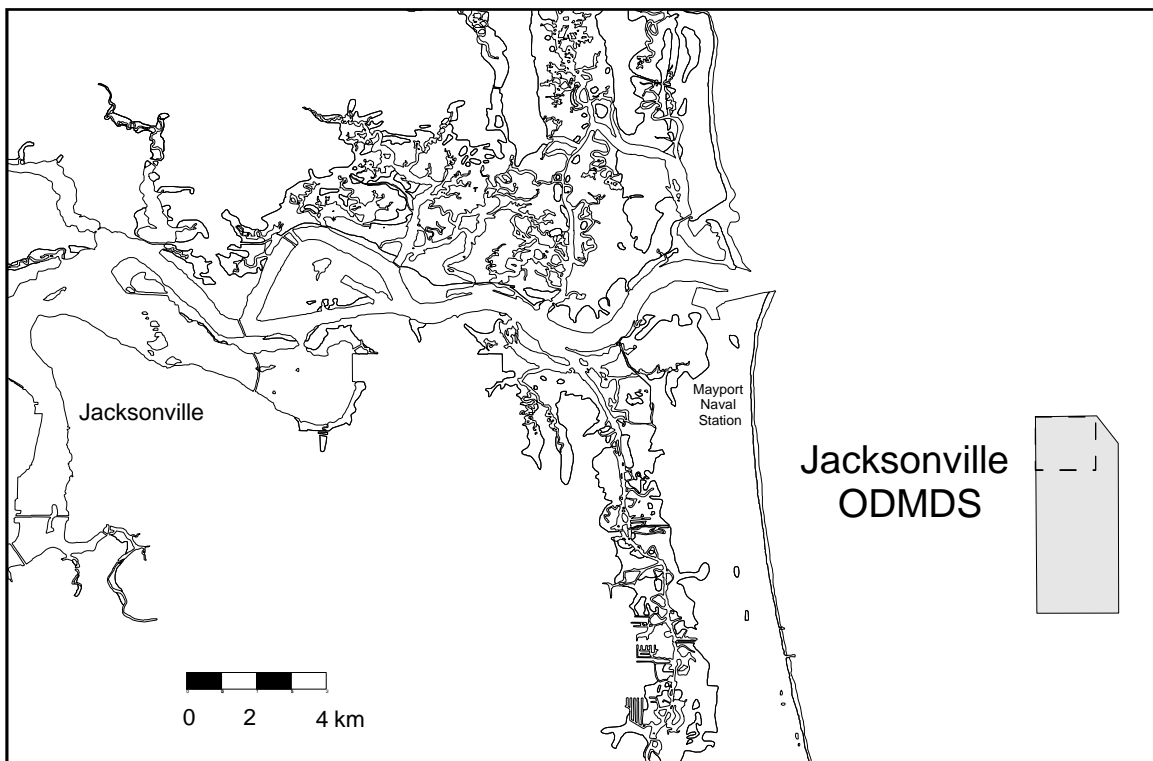 Jacksonville
Mayport
Naval
Station
Jacksonville
ODMDS
0 2 4 km